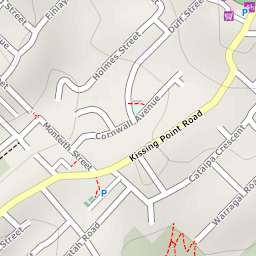 Finlay
Holmes Street
Duff Street
Monteith Street
Cornwall Avenue
Kissing Point Road
Catalpa Crescent
Warragal Road
Street
Road
P
P